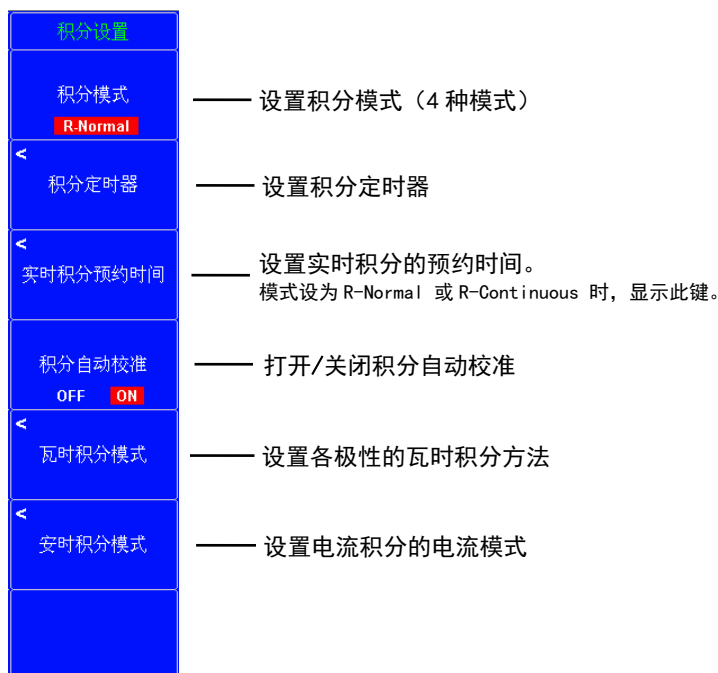 积分设置
积分模式
R-Normal
设置积分模式（4 种模式）
<
积分定时器
设置积分定时器
<
实时积分预约时间
设置实时积分的预约时间。
模式设为 R-Normal 或 R-Continuous 时，显示此键。
积分自动校准
OFF ON
打开/关闭积分自动校准
<
瓦时积分模式
设置各极性的瓦时积分方法
<
安时积分模式
设置电流积分的电流模式